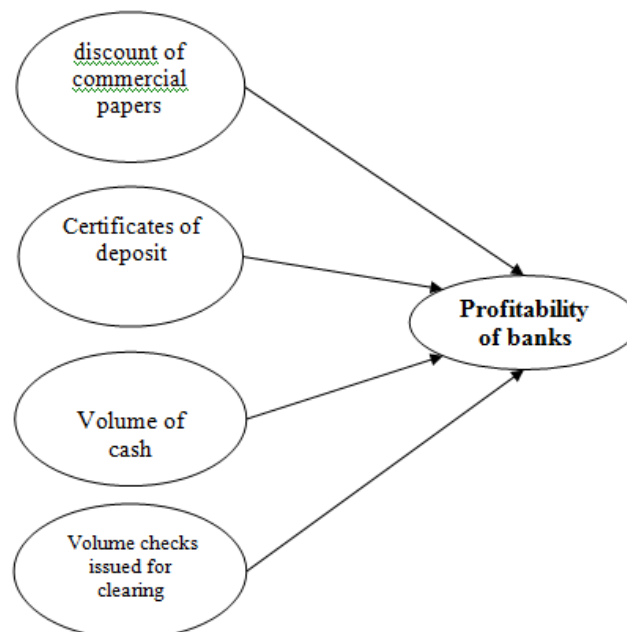 discount of
commercial
papers
Certificates of
deposit
Profitability
of banks
Volume of
cash
Volume checks
issued for
clearing